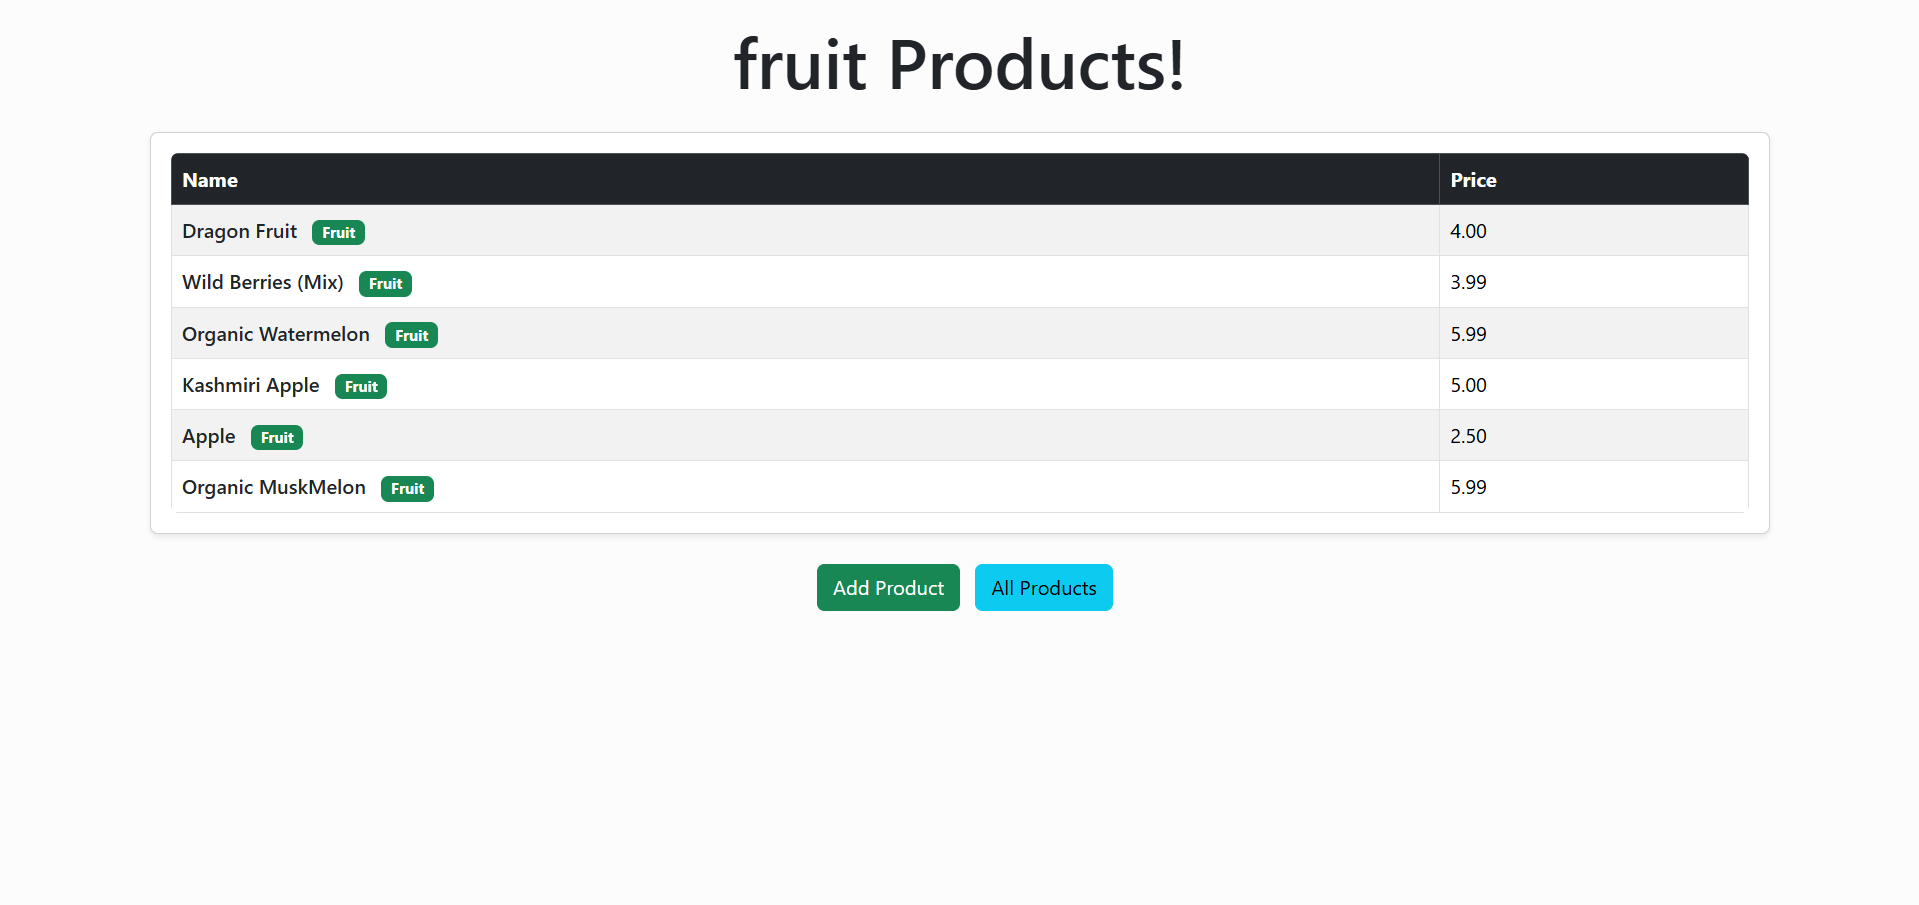 fruit Products!
Name Price
Dragon Fruit Fruit 4.00
Wild Berries (Mix) Fruit 3.99
Organic Watermelon Fruit 5.99
Kashmiri Apple Fruit 5.00
Apple Fruit 2.50
Organic MuskMelon Fruit 5.99
Add Product All Products